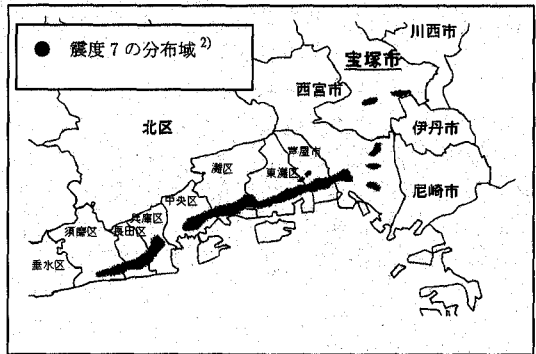 ● 震度7の分布域2)
川西市
宝塚市
西宮市
伊丹市
北区
芦屋市
灘区
東灘区
尼崎市
中央区
兵庫区
須磨区
長田区
垂水区